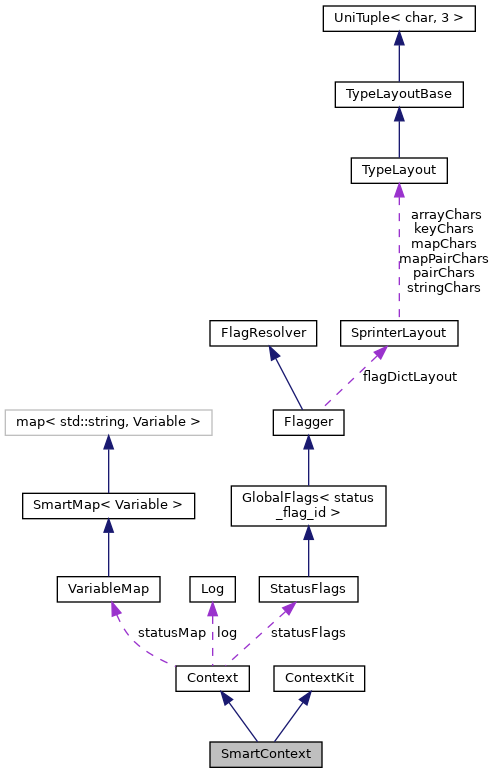 UniTuple< char, 3 >
TypeLayoutBase
TypeLayout
arrayChars
keyChars
mapChars
mapPairChars
pairChars
stringChars
FlagResolver
SprinterLayout
flagDictLayout
map< std::string, Variable >
Flagger
SmartMap< Variable >
GlobalFlags< status
_flag_id >
VariableMap
Log
StatusFlags
statusMap
log
statusFlags
Context
ContextKit
SmartContext